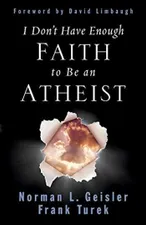 Foreword by David Limbaugh
I Don't Have Enough
FAITH
to Be an
ATHEIST
Norman L. Geisler
Frank Turek